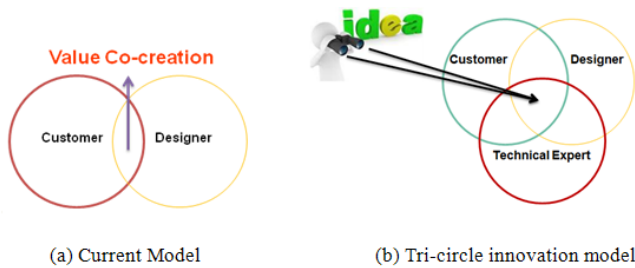 Value Co-creation
Customer
Designer
(a) Current Model
idea
Customer
Designer
Technical Expert
(b) Tri-circle innovation model